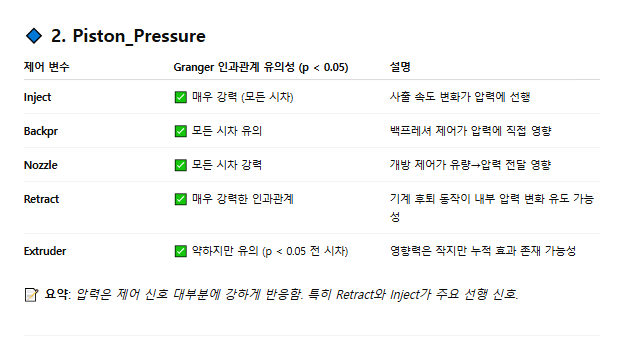 🔷 2. Piston_Pressure
제어 변수 Granger 인과관계 유의성 (p < 0.05) 설명
Inject ✅ 매우 강력 (모든 시차) 사출 속도 변화가 압력에 선행
Backpr ✅ 모든 시차 유의 백프레셔 제어가 압력에 직접 영향
Nozzle ✅ 모든 시차 강력 개방 제어가 유량→압력 전달 영향
Retract ✅ 매우 강력한 인과관계 기계 후퇴 동작이 내부 압력 변화 유도 가능
성
Extruder ✅ 약하지만 유의 (p < 0.05 전 시차) 영향력은 작지만 누적 효과 존재 가능성
📝 요약: 압력은 제어 신호 대부분에 강하게 반응함. 특히 Retract와 Inject가 주요 선행 신호.